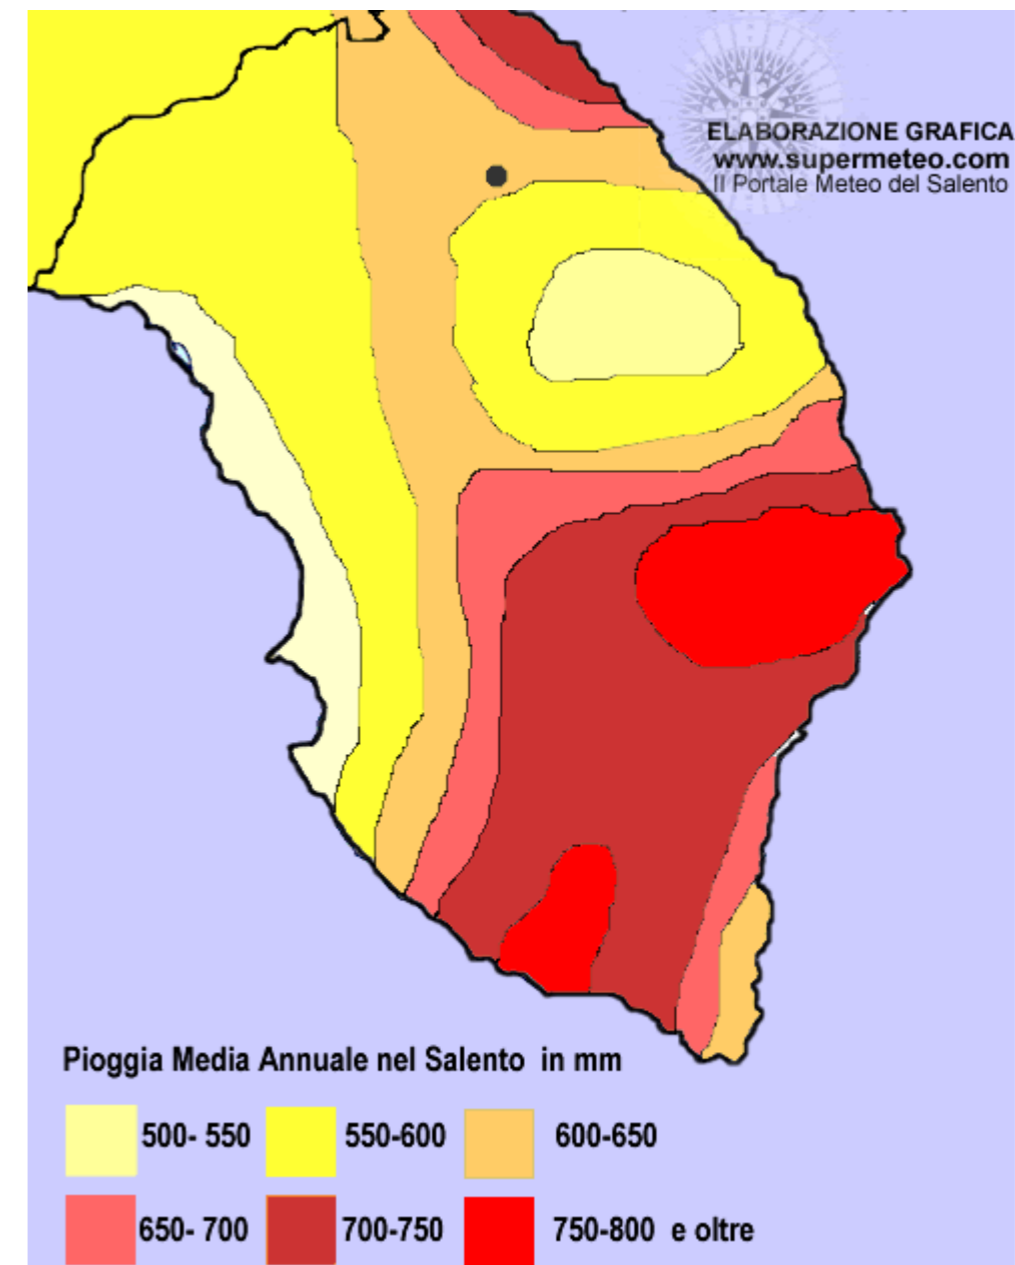 ELABORAZIONE GRAFICA
www.supermeteo.com
Il Portale Meteo del Salento
Pioggia Media Annuale nel Salento in mm
500- 550 550-600 600-650
650- 700 700-750 750-800 e oltre